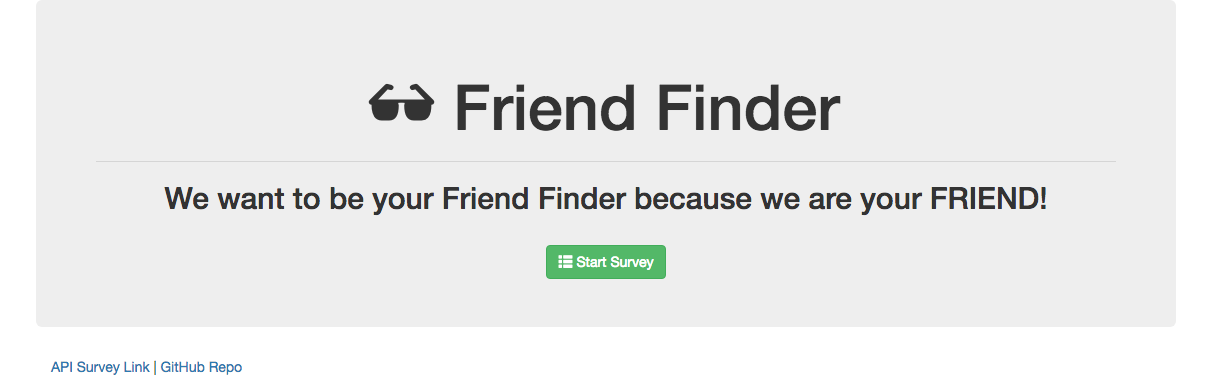 Friend Finder
We want to be your Friend Finder because we are your FRIEND!
Start Survey
API Survey Link | GitHub Repo